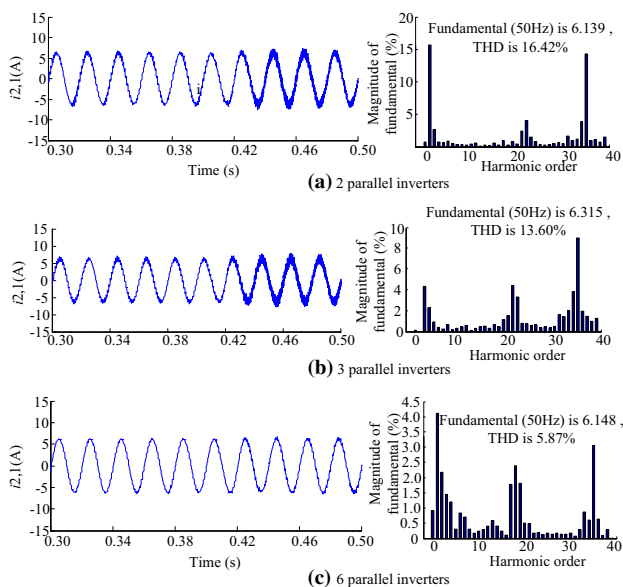 15
10
5
0
-5
-10
-15
i2,1(A)
i
0.30 0.34 0.38 0.42 0.46 0.50
Time (s)
20
15
10
5
0
Magnitude of
fundamental (%)
Fundamental (50Hz) is 6.139 ,
THD is 16.42%
0 10 20 30 40
Harmonic order
(a) 2 parallel inverters
15
10
5
0
-5
-10
-15
i2,1(A)
0.30 0.34 0.38 0.42 0.46 0.50
Time (s)
10
8
6
4
2
0
Magnitude of
fundamental (%)
Fundamental (50Hz) is 6.315 ,
THD is 13.60%
0 10 20 30 40
Harmonic order
(b) 3 parallel inverters
15
10
5
0
-5
-10
-15
i2,1(A)
0.30 0.34 0.38 0.42 0.46 0.50
Time (s)
4.5
4.0
3.5
3.0
2.5
2.0
1.5
1.0
0.5
0
Magnitude of
fundamental (%)
Fundamental (50Hz) is 6.148 ,
THD is 5.87%
0 10 20 30 40
Harmonic order
(c) 6 parallel inverters